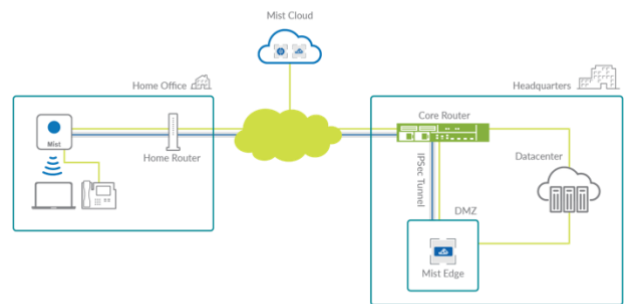 Mist Cloud
Home Office
Headquarters
Core Router
Mist
Home Router
Datacenter
IPSec Tunnel
DMZ
Mist Edge